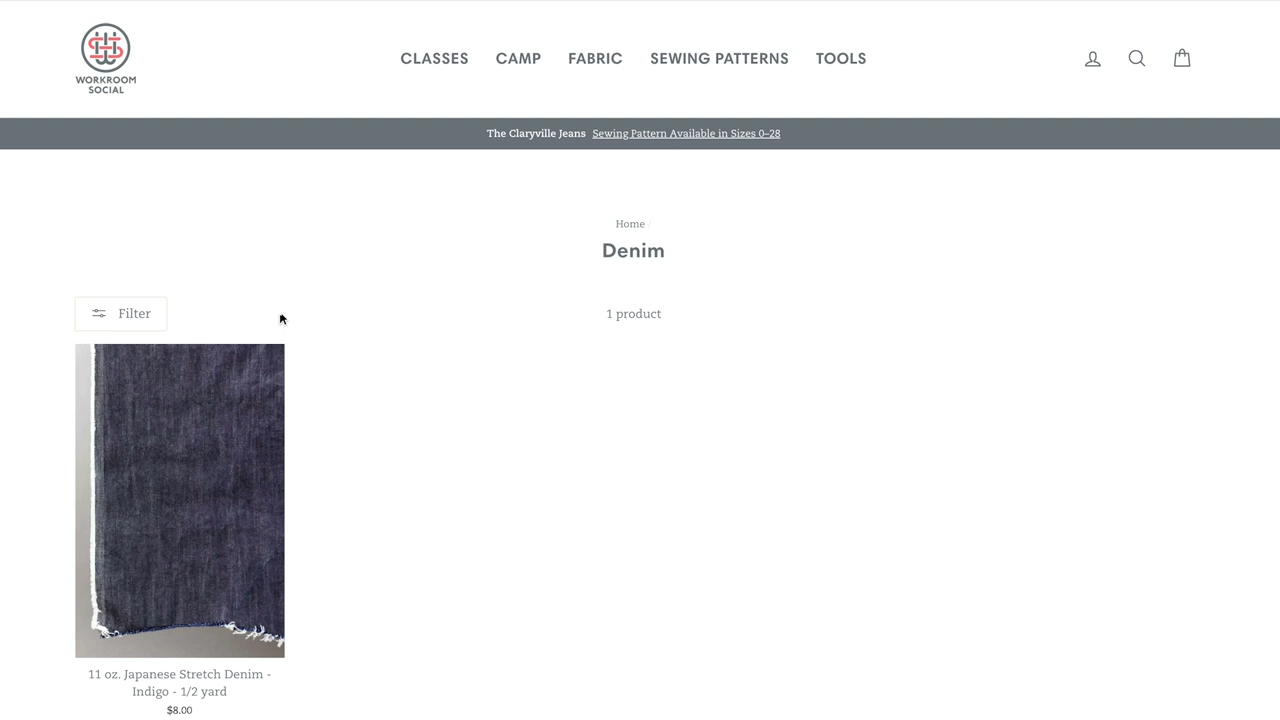 WORKROOM
SOCIAL
CLASSES CAMP FABRIC SEWING PATTERNS TOOLS
The Claryville Jeans Sewing Pattern Available in Sizes 0–28
Home /
Denim
Filter
1 product
11 oz. Japanese Stretch Denim -
Indigo - 1/2 yard
$8.00